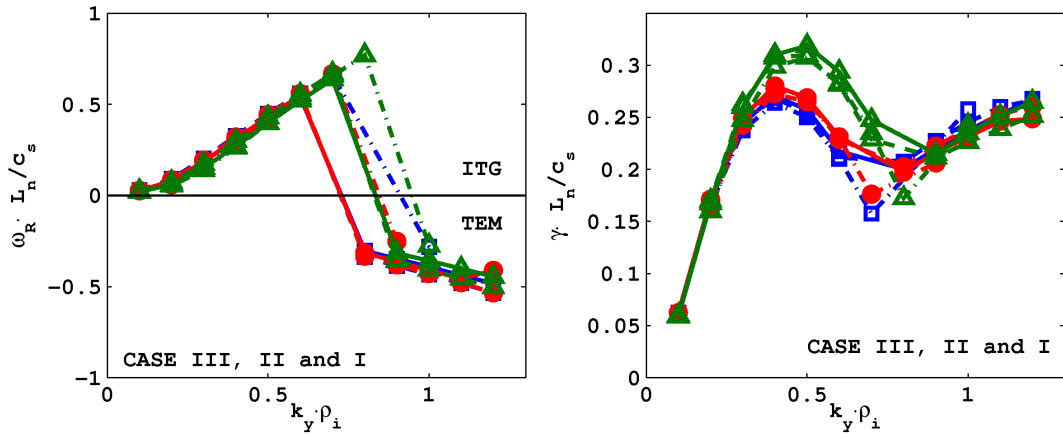 1
0.5
0
−0.5
−1
ω_R · L_n/c_s
ITG
TEM
CASE III, II and I
0 0.5 1
k_y·ρ_i
0.3
0.25
0.2
0.15
0.1
0.05
0
γ· L_n/c_s
CASE III, II and I
0 0.5 1
k_y·ρ_i